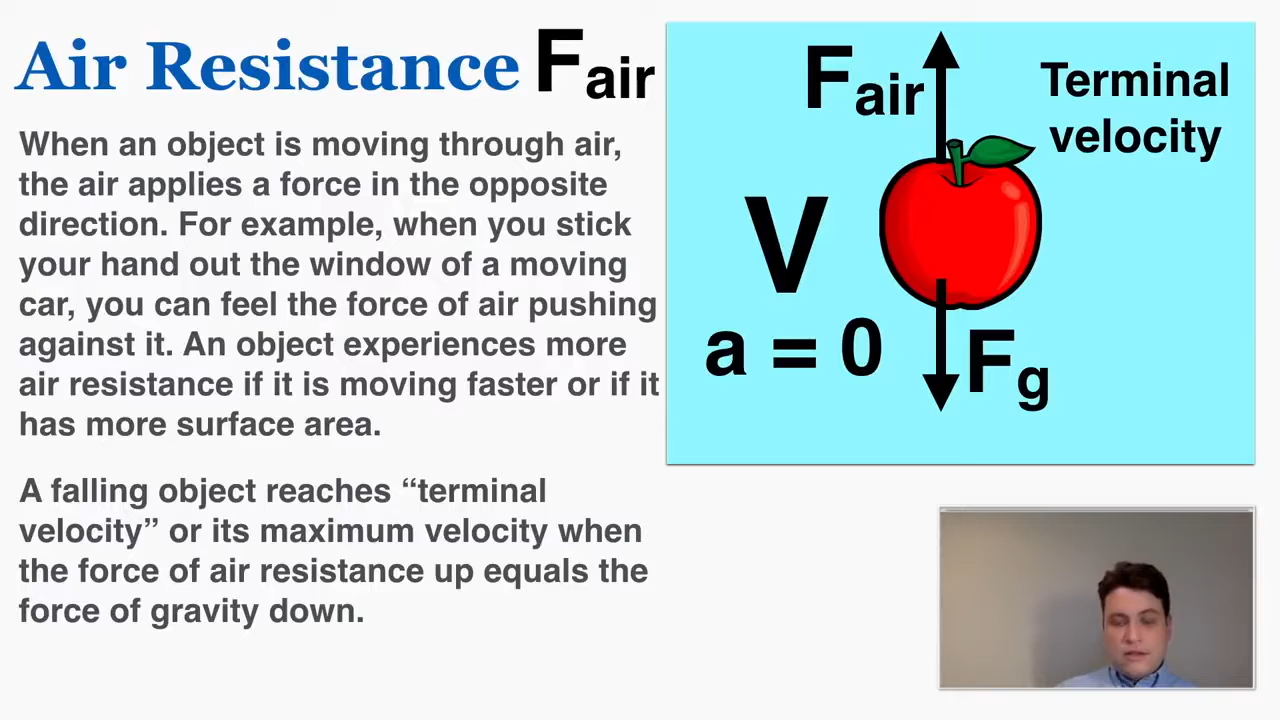 Air Resistance F air
When an object is moving through air,
the air applies a force in the opposite
direction. For example, when you stick
your hand out the window of a moving
car, you can feel the force of air pushing
against it. An object experiences more
air resistance if it is moving faster or if it
has more surface area.
A falling object reaches “terminal
velocity” or its maximum velocity when
the force of air resistance up equals the
force of gravity down.
F air
Terminal
velocity
V
a = 0
F g